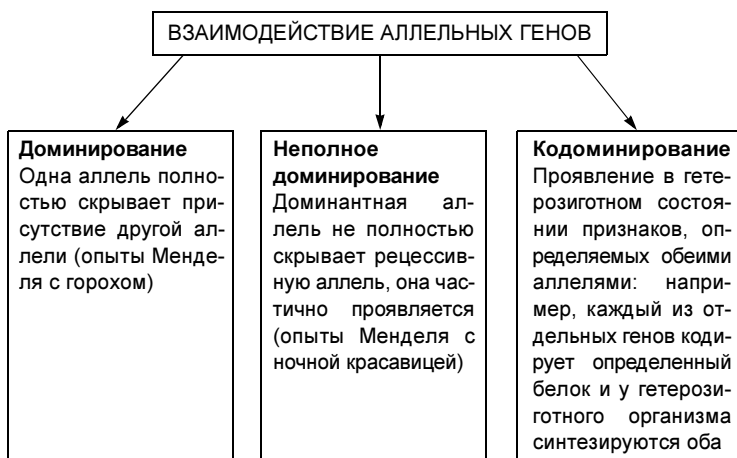 ВЗАИМОДЕЙСТВИЕ АЛЛЕЛЬНЫХ ГЕНОВ
Доминирование
Одна аллель полно-
стью скрывает при-
сутствие другой ал-
лели (опыты Менде-
ля с горохом)
Неполное
доминирование
Доминантная ал-
лель не полностью
скрывает рецессив-
ную аллель, она час-
тично проявляется
(опыты Менделя с
ночной красавицей)
Кодоминирование
Проявление в гете-
розиготном состоя-
нии признаков, оп-
ределяемых обеими
аллелями: напри-
мер, каждый из от-
дельных генов коди-
рует определенный
белок и у гетерози-
готного организма
синтезируются оба